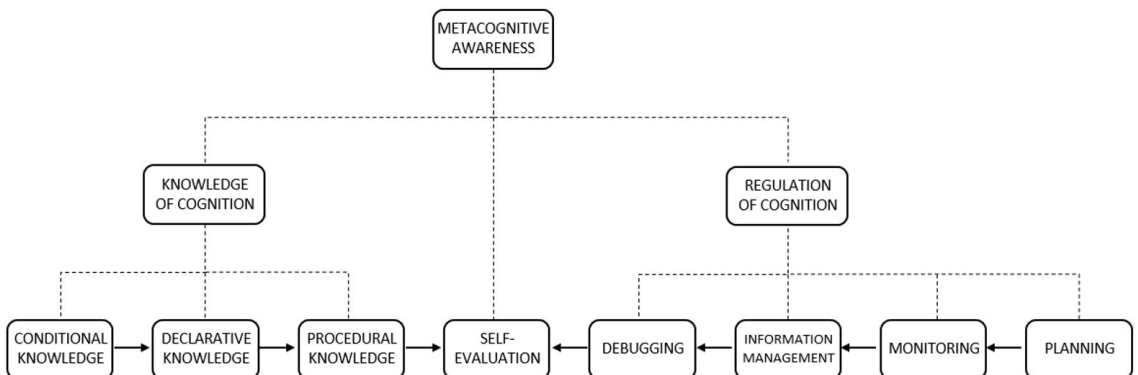 METACOGNITIVE
AWARENESS
KNOWLEDGE
OF COGNITION
REGULATION
OF COGNITION
CONDITIONAL
KNOWLEDGE
DECLARATIVE
KNOWLEDGE
PROCEDURAL
KNOWLEDGE
SELF-
EVALUATION
DEBUGGING
INFORMATION
MANAGEMENT
MONITORING
PLANNING